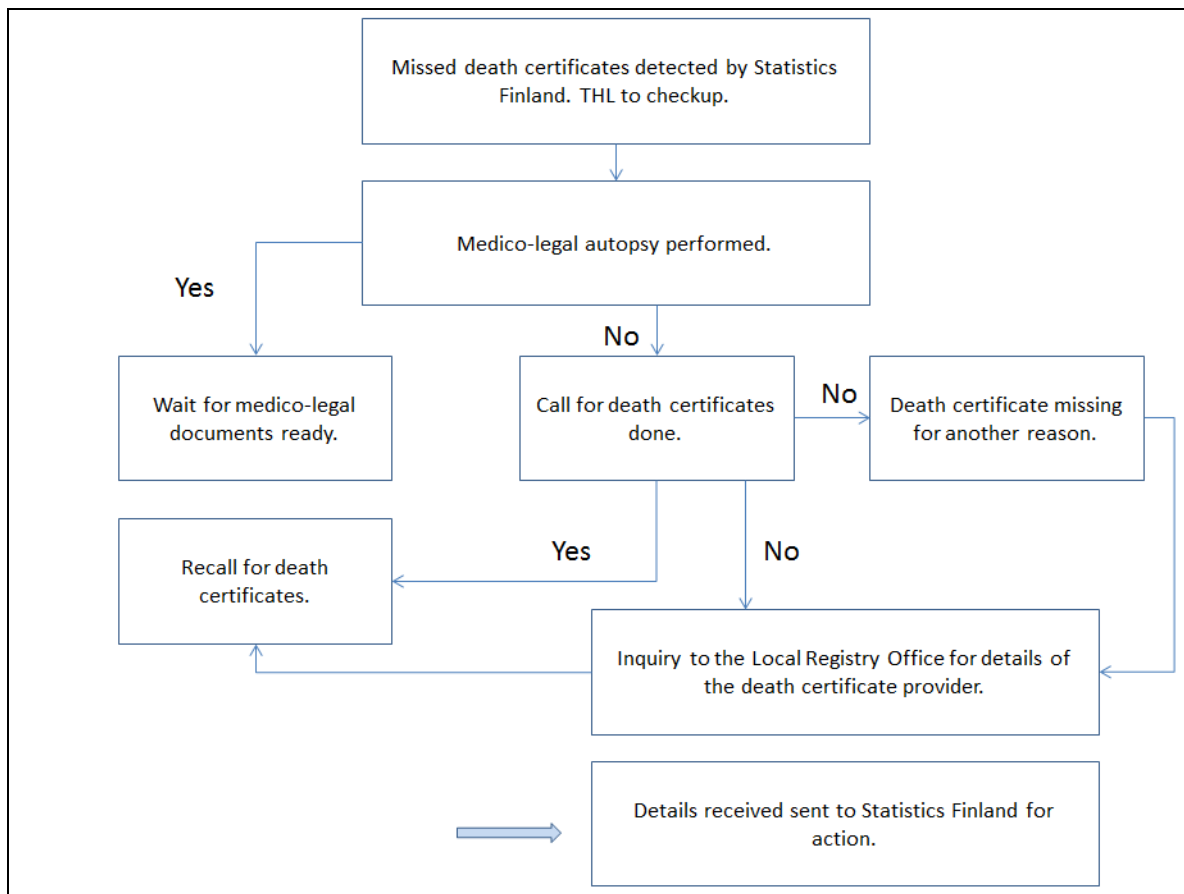 Missed death certificates detected by Statistics
Finland. THL to checkup.
Medico-legal autopsy performed.
Yes
No
Wait for medico-legal
documents ready.
Call for death certificates
done.
No
Death certificate missing
for another reason.
Recall for death
certificates.
Yes
No
Inquiry to the Local Registry Office for details of
the death certificate provider.
Details received sent to Statistics Finland for
action.